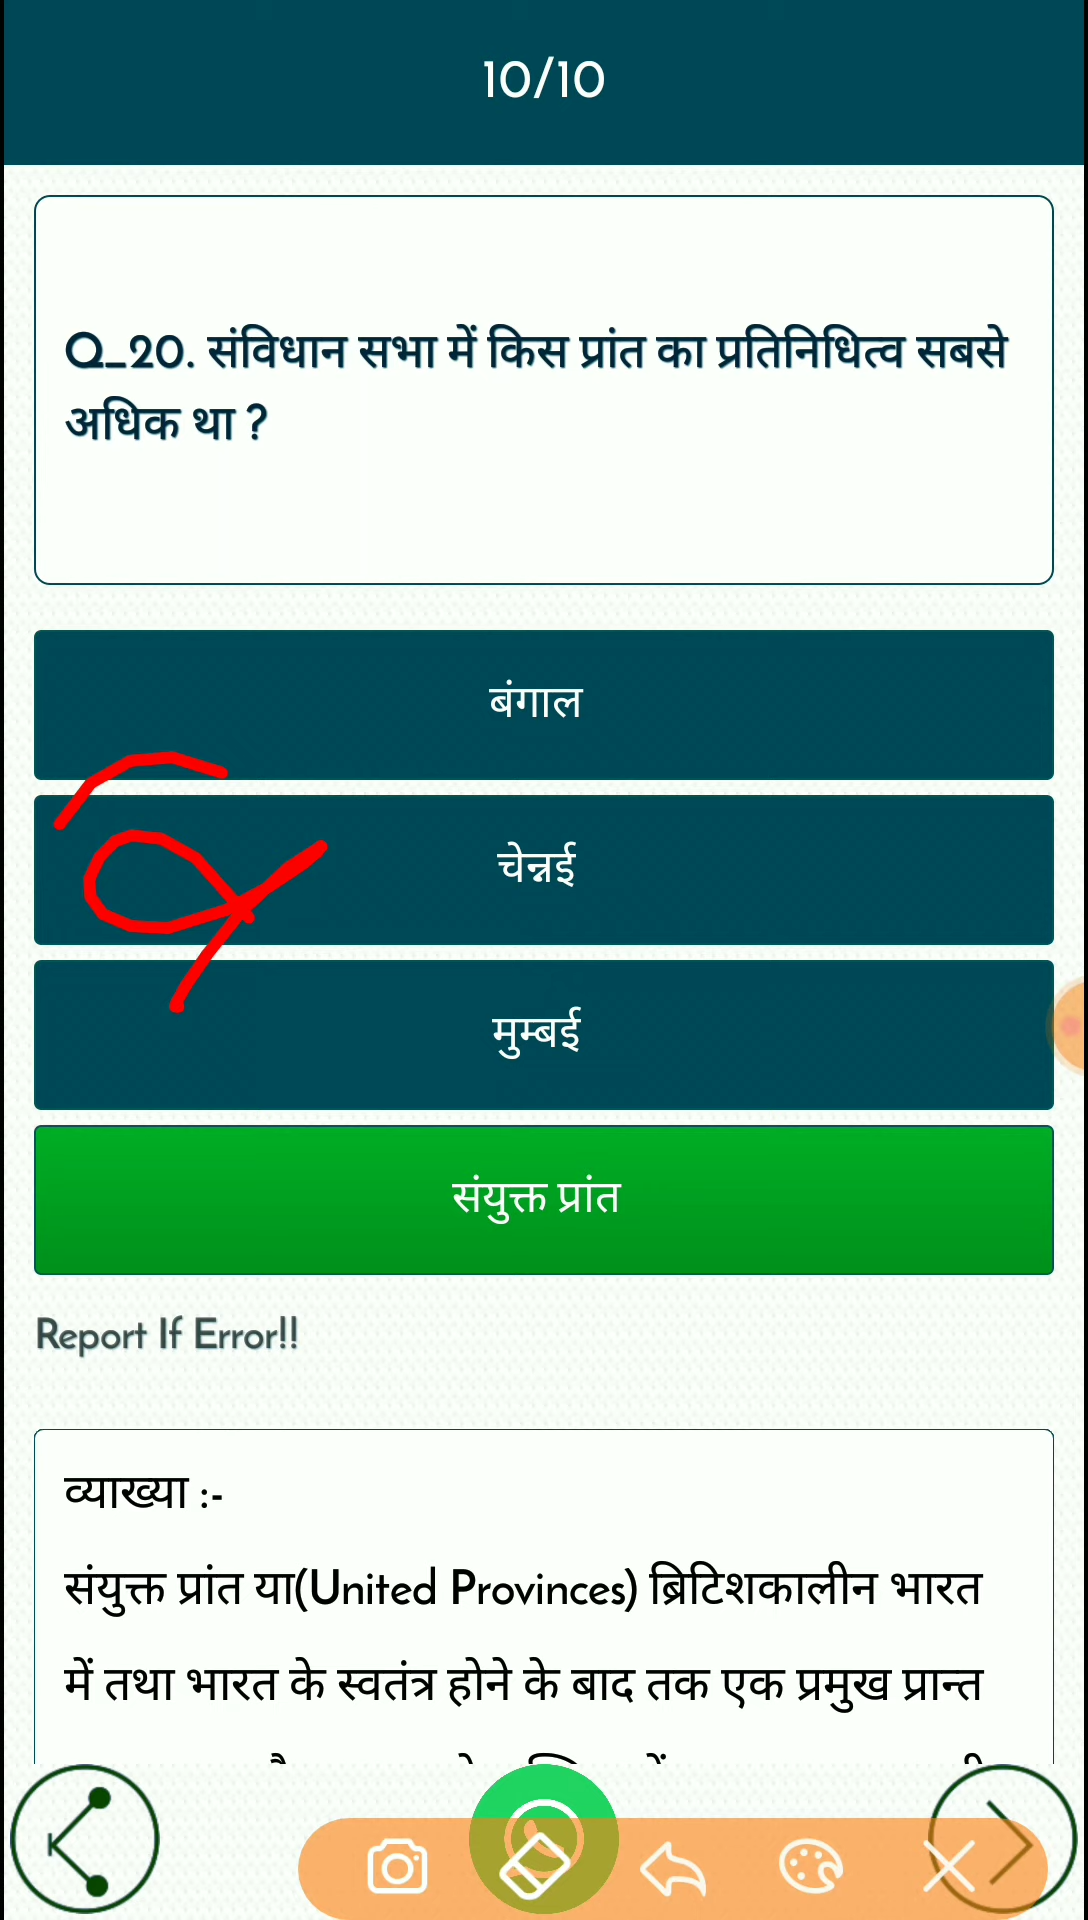 10/10
Q_20. संविधान सभा में किस प्रांत का प्रतिनिधित्व सबसे
अधिक था ?
बंगाल
चेन्नई
मुम्बई
संयुक्त प्रांत
Report If Error!!
व्याख्या :-
संयुक्त प्रांत या(United Provinces) ब्रिटिशकालीन भारत
में तथा भारत के स्वतंत्र होने के बाद तक एक प्रमुख प्रान्त